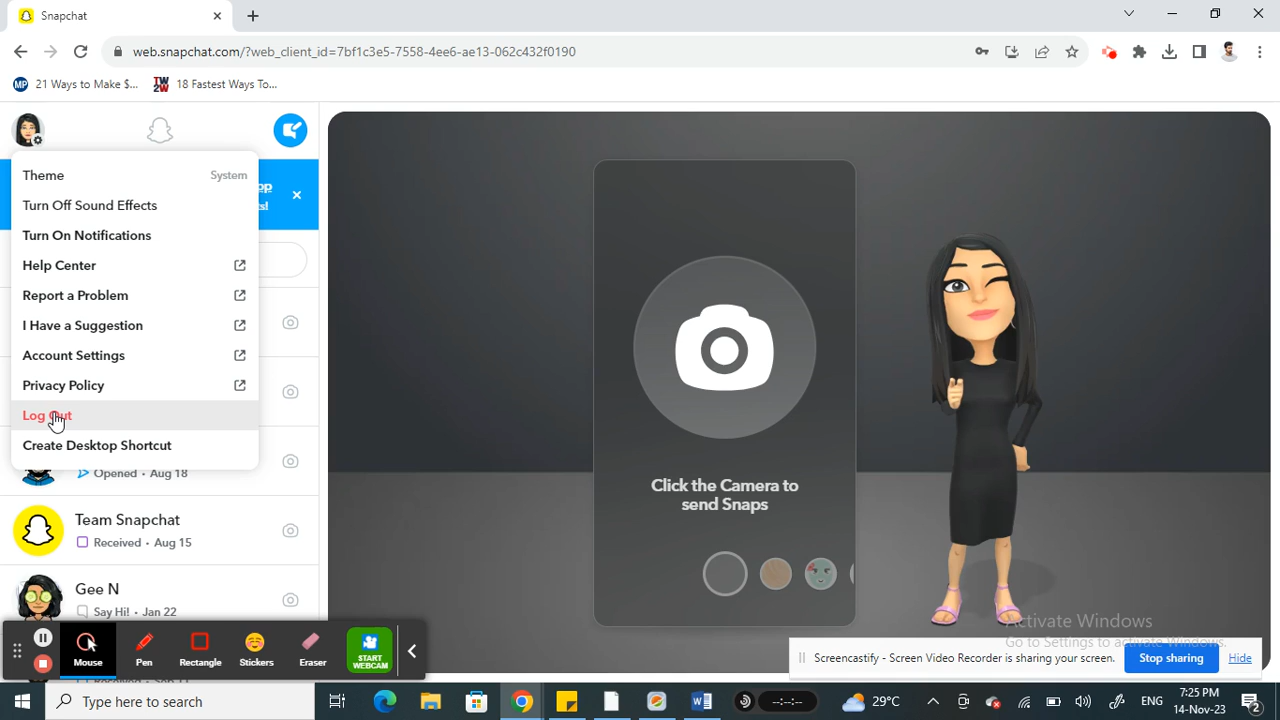 Snapchat
web.snapchat.com/?web_client_id=7bf1c3e5-7558-4ee6-ae13-062c432f0190
MP 21 Ways to Make $...
TW2W 18 Fastest Ways To...
Theme System
Turn Off Sound Effects
Turn On Notifications
Help Center
Report a Problem
I Have a Suggestion
Account Settings
Privacy Policy
Log Out
Create Desktop Shortcut
Opened · Aug 18
Team Snapchat
Received · Aug 15
Gee N
Say Hi! · Jan 22
Click the Camera to
send Snaps
Activate Windows
Go to Settings to activate Windows.
Mouse
Pen
Rectangle
Stickers
Eraser
START
WEBCAM
Screencastify - Screen Video Recorder is sharing your screen.
Stop sharing
Hide
Type here to search
--:--:--
29°C
ENG
7:25 PM
14-Nov-23
2